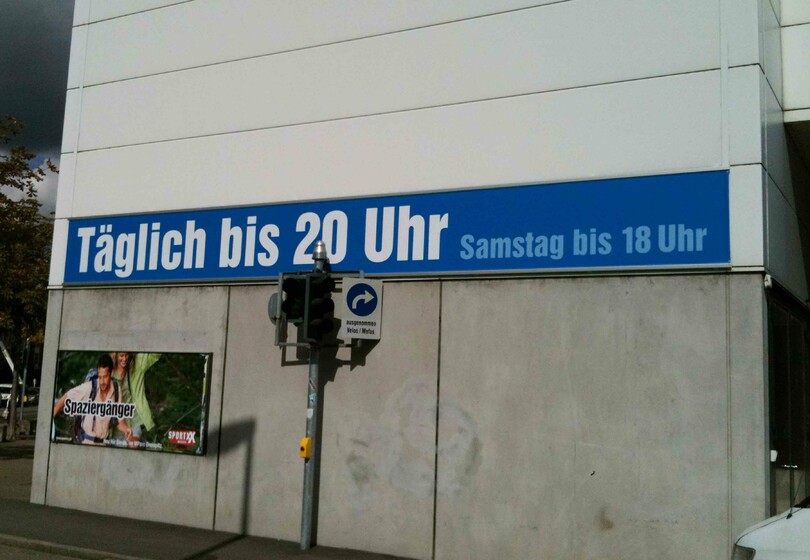 Täglich bis 20 Uhr Samstag bis 18 Uhr
ausgenommen
Velos / Mofas
Spaziergänger
SPORTXX